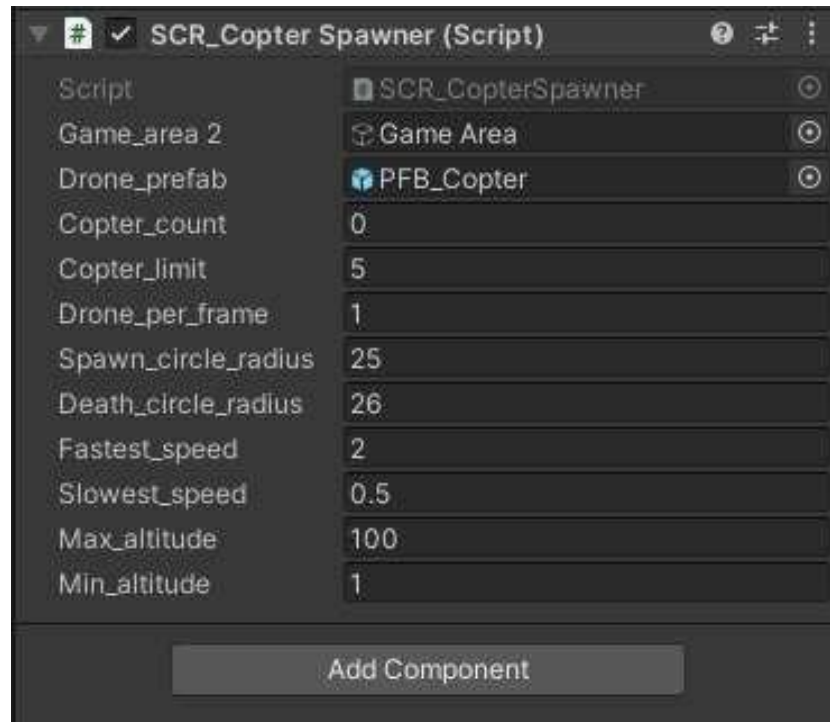 # SCR_Copter Spawner (Script)
Script SCR_CopterSpawner
Game_area 2 Game Area
Drone_prefab PFB_Copter
Copter_count 0
Copter_limit 5
Drone_per_frame 1
Spawn_circle_radius 25
Death_circle_radius 26
Fastest_speed 2
Slowest_speed 0.5
Max_altitude 100
Min_altitude 1
Add Component